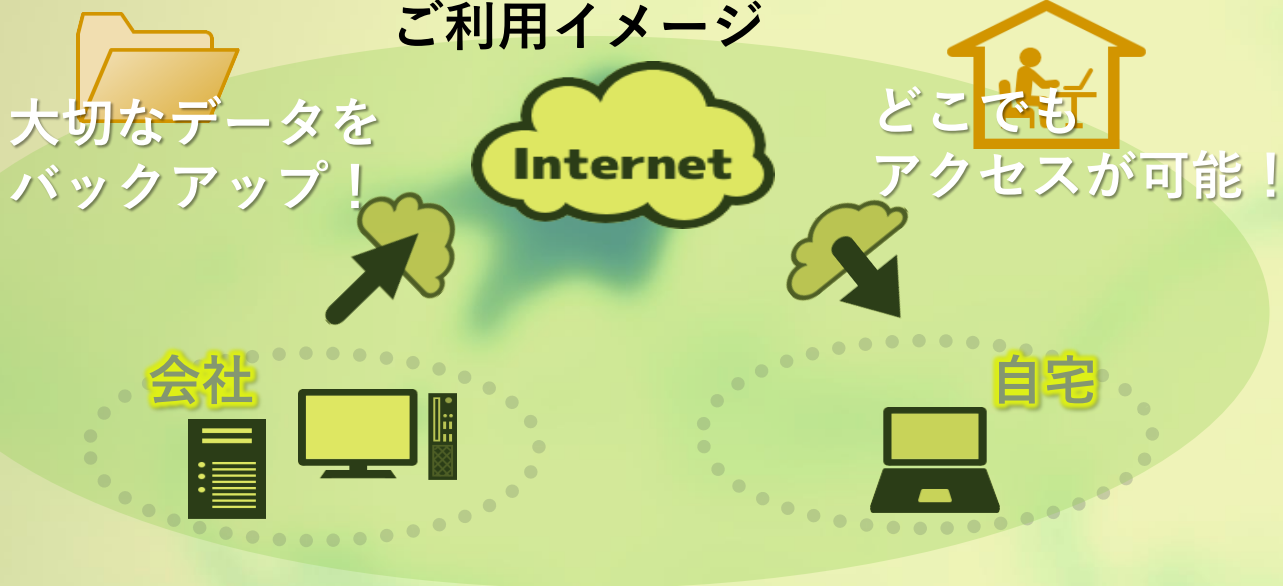 ご利用イメージ
大切なデータを
バックアップ！
Internet
どこでも
アクセスが可能！
会社
自宅